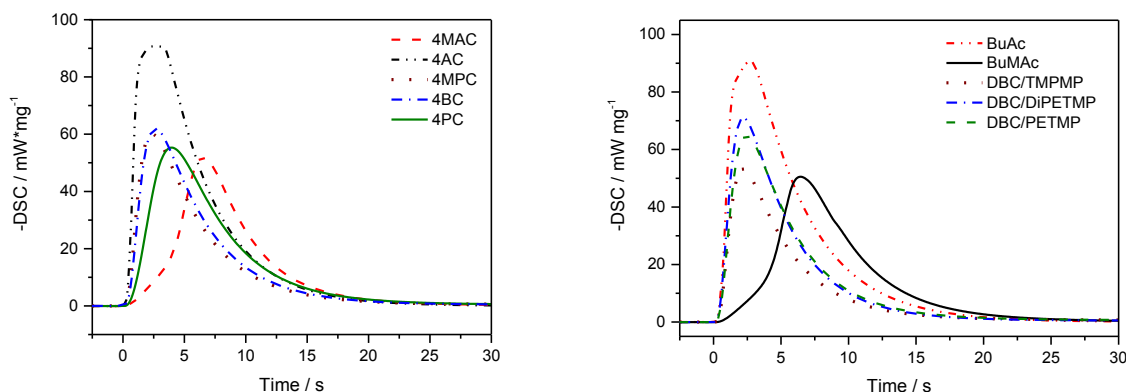 100
80
60
40
20
0
-DSC / mW*mg-1
0 5 10 15 20 25 30
Time / s
4MAC
4AC
4MPC
4BC
4PC
100
80
60
40
20
0
-DSC / mW mg-1
0 5 10 15 20 25 30
Time / s
BuAc
BuMAc
DBC/TMPMP
DBC/DiPETMP
DBC/PETMP